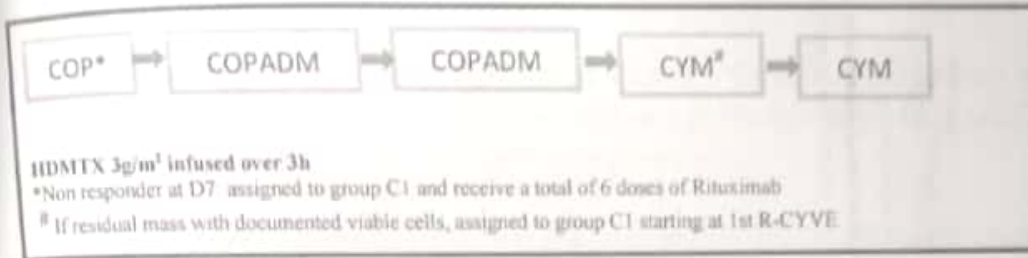 COP* COPADM COPADM CYM# CYM
HDMTX 3g/m² infused over 3h
*Non responder at D7 assigned to group C1 and receive a total of 6 doses of Rituximab
# If residual mass with documented viable cells, assigned to group C1 starting at 1st R-CYVE